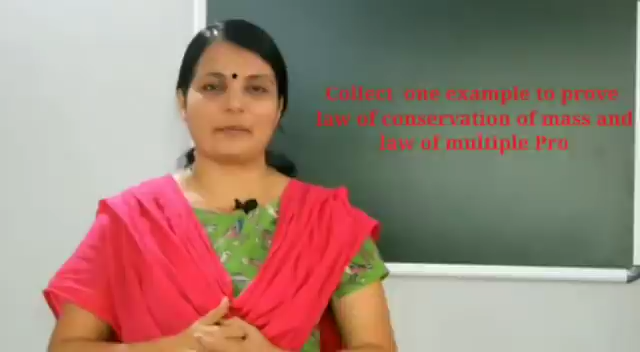 Collect one example to prove
law of conservation of mass and
law of multiple Pro